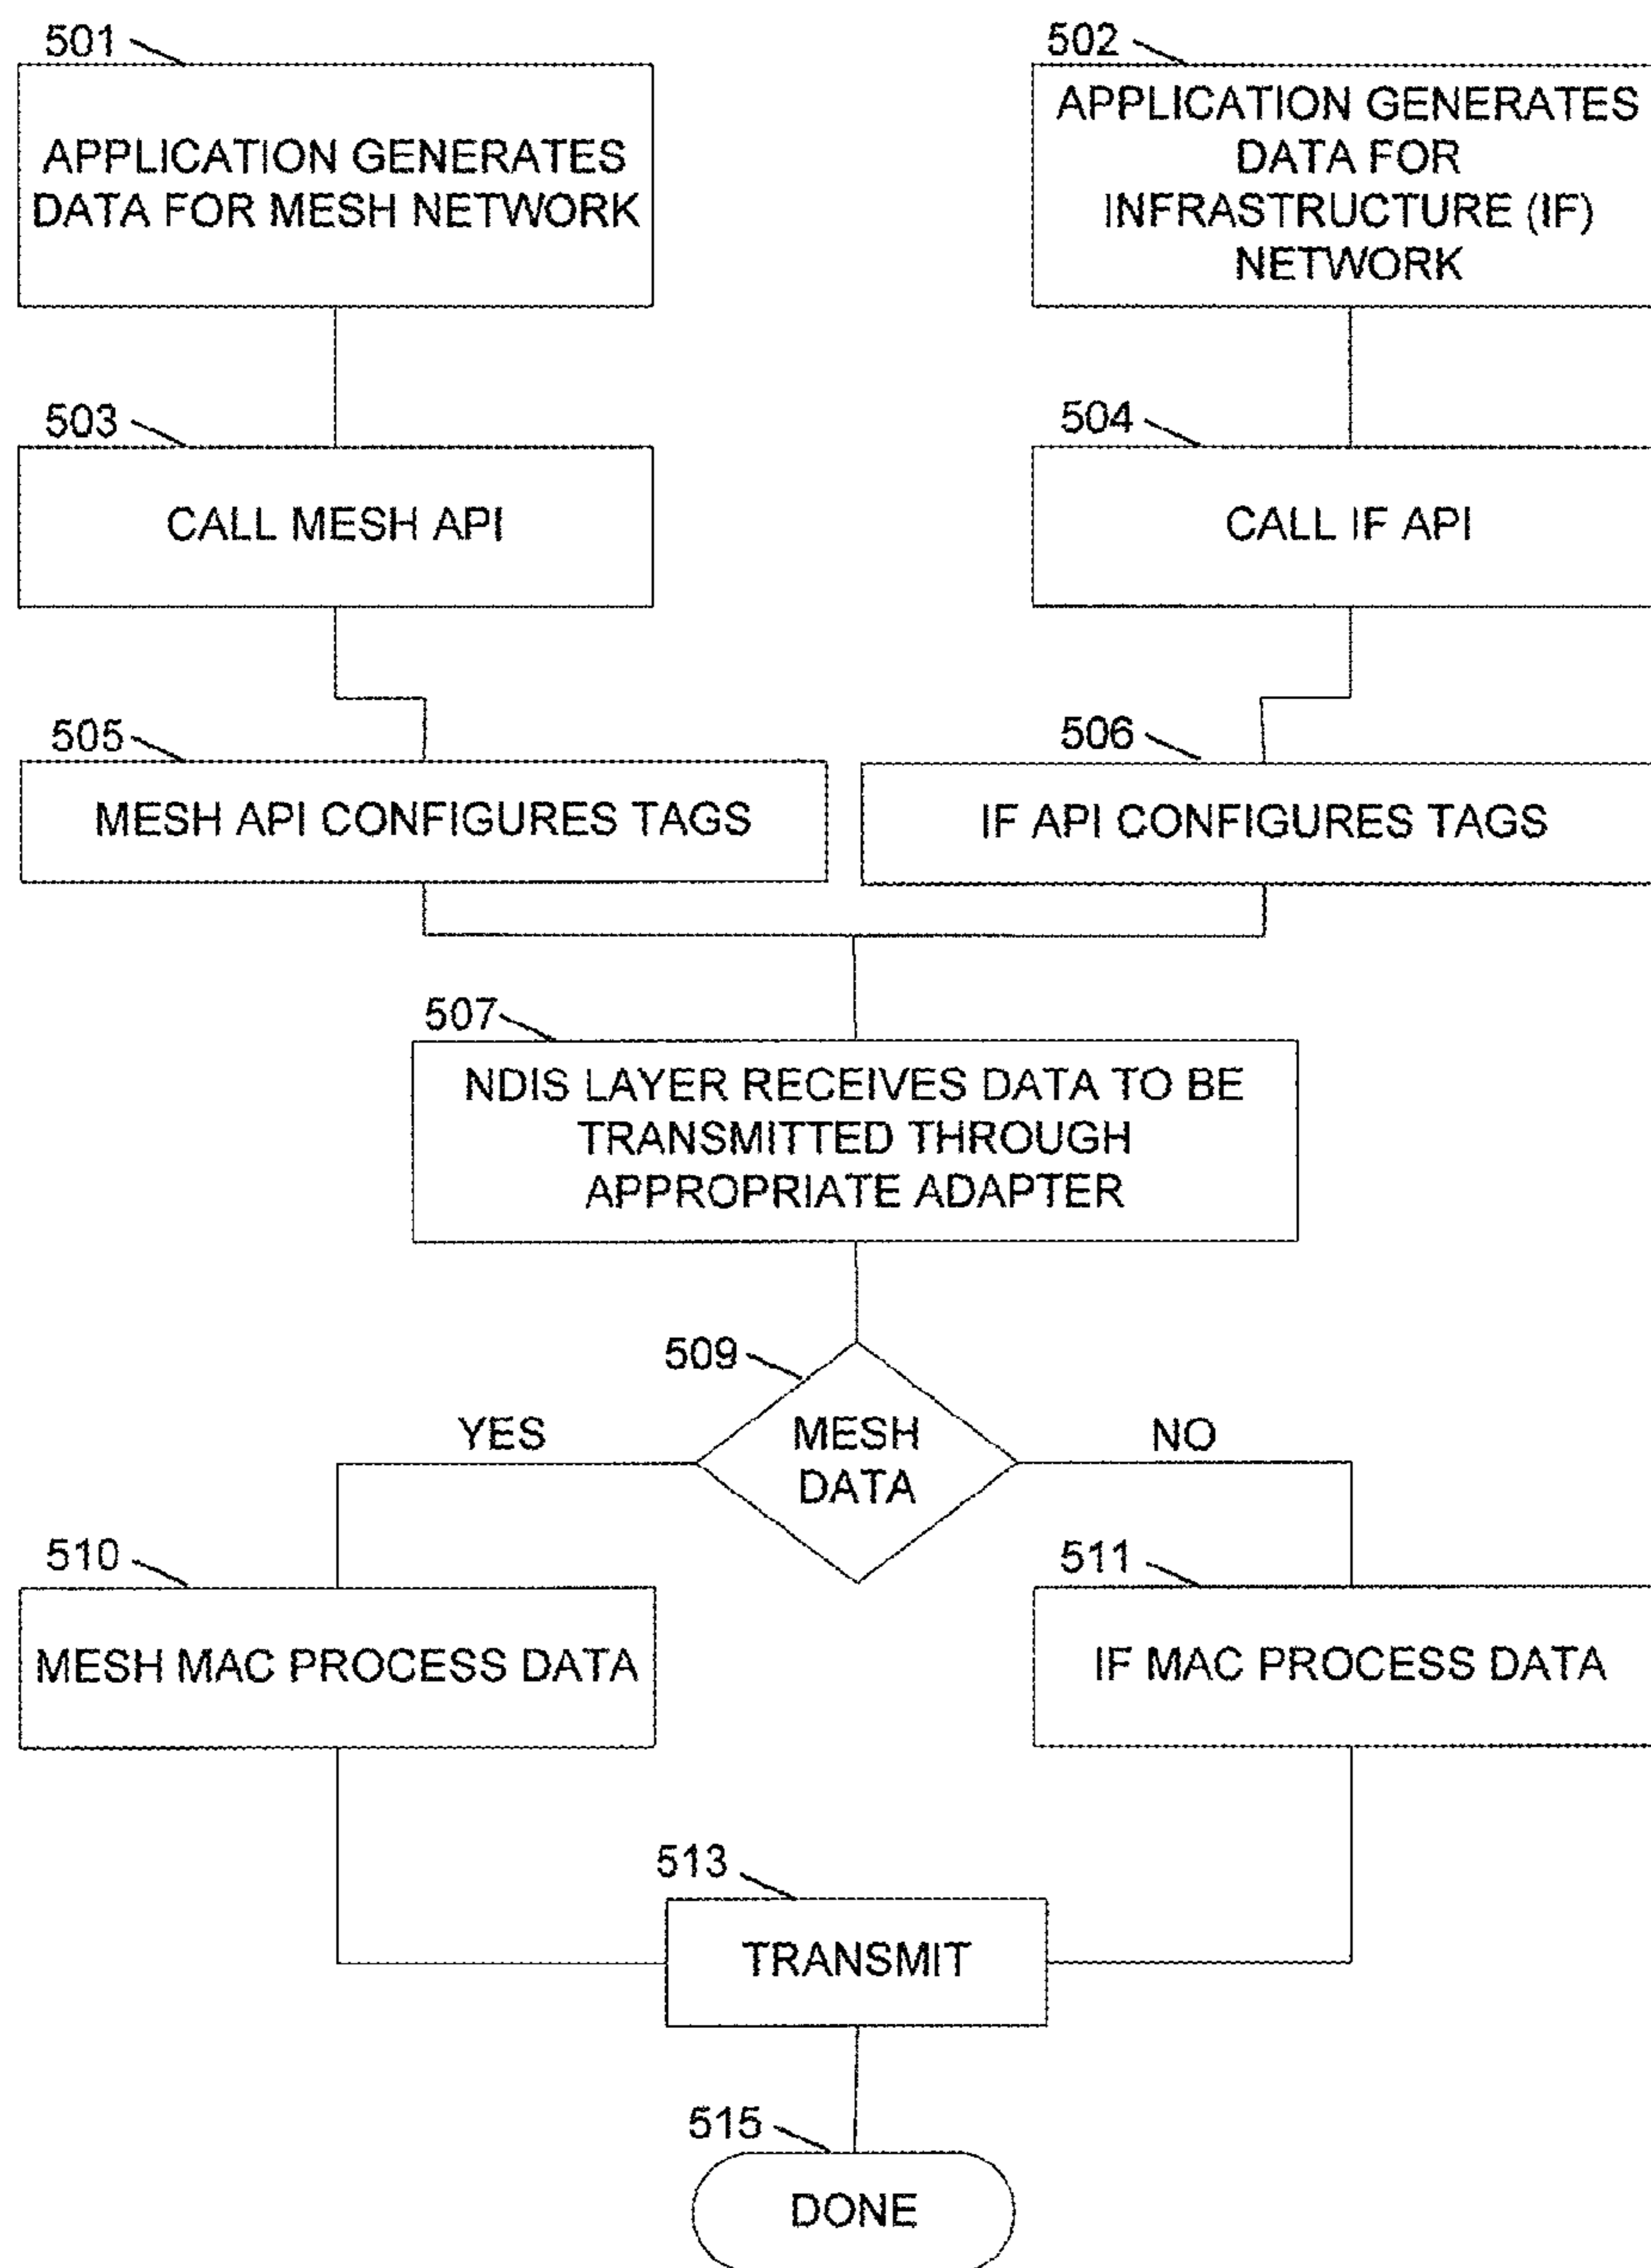 501
APPLICATION GENERATES
DATA FOR MESH NETWORK
502
APPLICATION GENERATES
DATA FOR
INFRASTRUCTURE (IF)
NETWORK
503
CALL MESH API
504
CALL IF API
505
MESH API CONFIGURES TAGS
506
IF API CONFIGURES TAGS
507
NDIS LAYER RECEIVES DATA TO BE
TRANSMITTED THROUGH
APPROPRIATE ADAPTER
509
MESH
DATA
YES
NO
510
MESH MAC PROCESS DATA
511
IF MAC PROCESS DATA
513
TRANSMIT
515
DONE